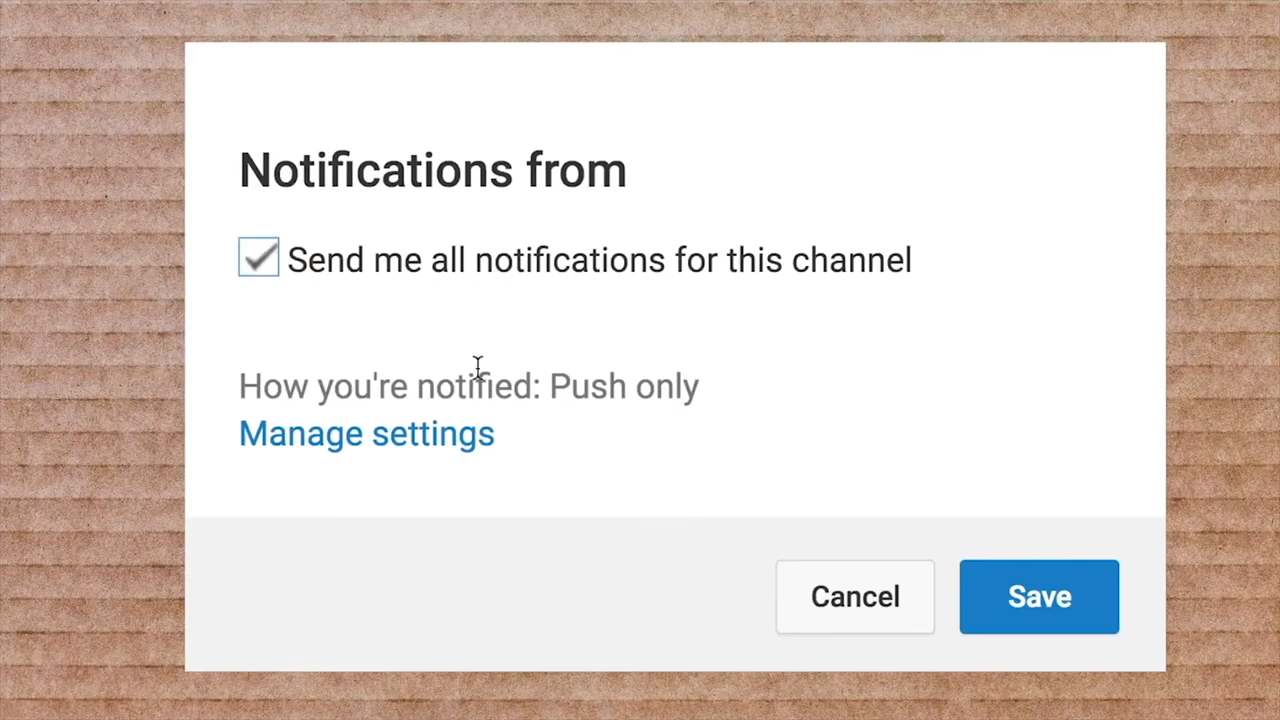 Notifications from
Send me all notifications for this channel
How you're notified: Push only
Manage settings
Cancel
Save